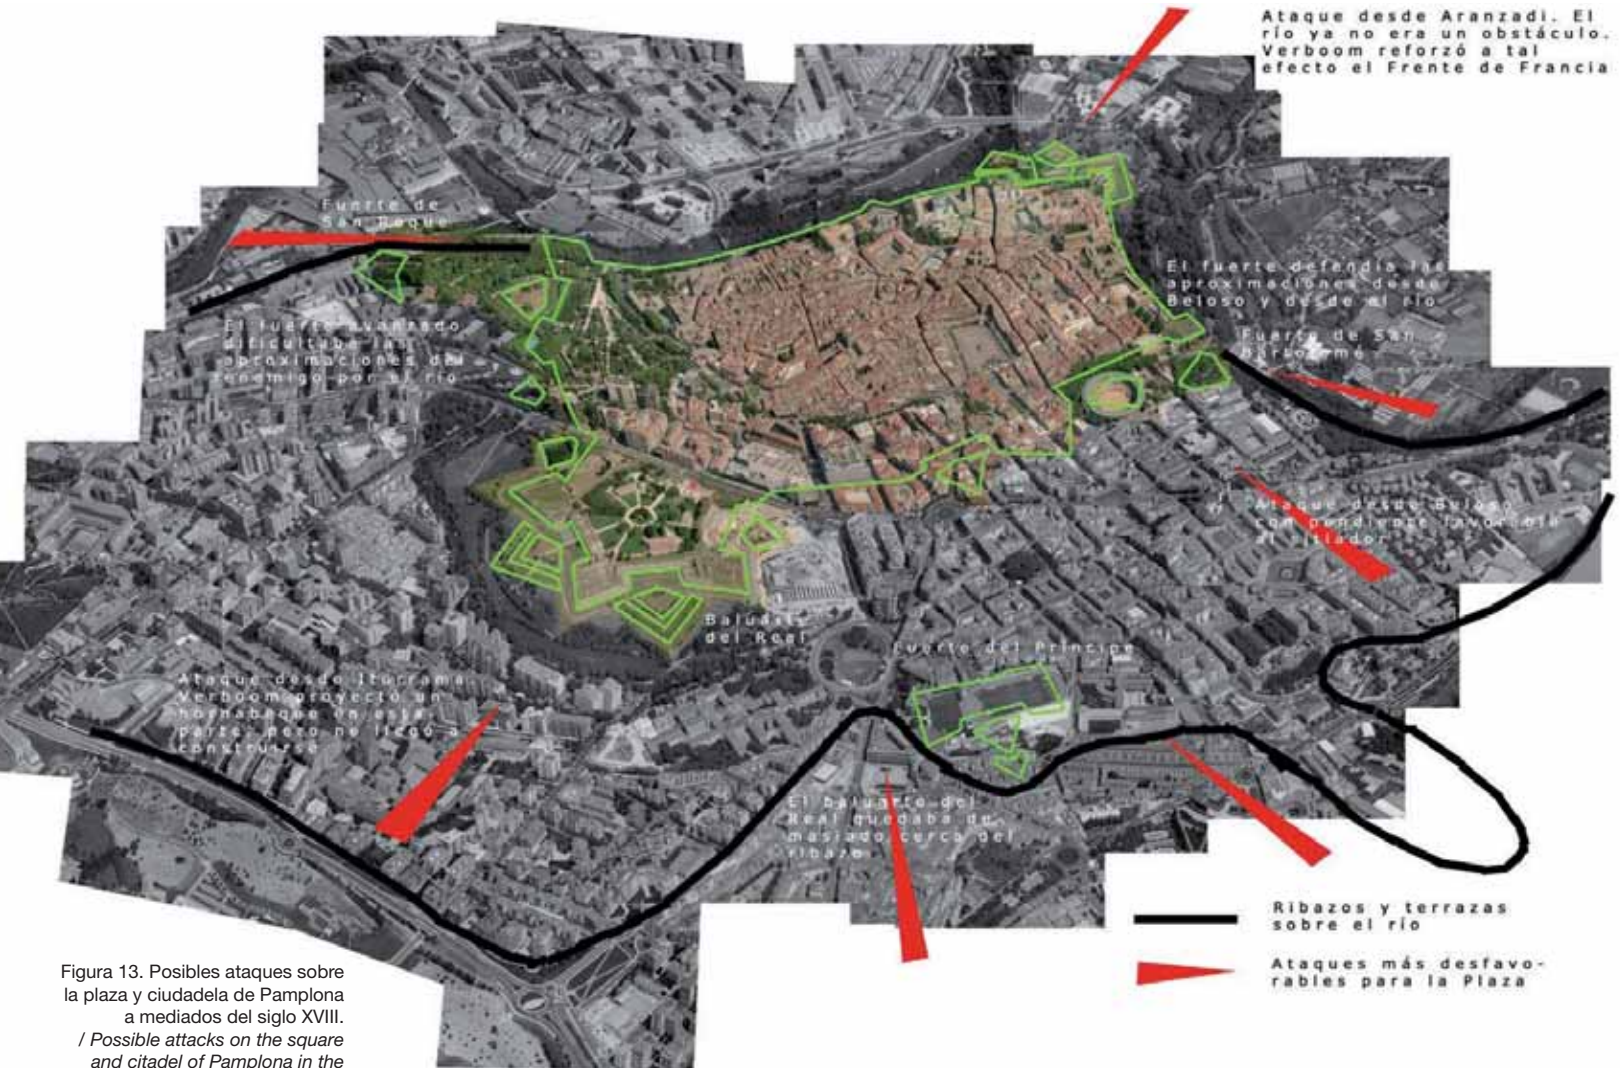 Ataque desde Aranzadi. El
río ya no era un obstáculo.
Verboom reforzó a tal
efecto el Frente de Francia
Fuerte de
San Roque
El fuerte avanzado
dificultaba las
aproximaciones del
enemigo por el río
El fuerte defendía las
aproximaciones desde
Beloso y desde el río
Fuerte de San
Bartolomé
Ataque desde Beloso
con pendiente favorable
al sitiador
Baluarte
del Real
Fuerte del Príncipe
Ataque desde Iturrama
Verboom proyectó un
hornabeque en esta
parte, pero no llegó a
construirse
El baluarte del
Real quedaba de-
masiado cerca del
ribazo
Ribazos y terrazas
sobre el río
Ataques más desfavo-
rables para la Plaza
Figura 13. Posibles ataques sobre
la plaza y ciudadela de Pamplona
a mediados del siglo XVIII.
/ Possible attacks on the square
and citadel of Pamplona in the